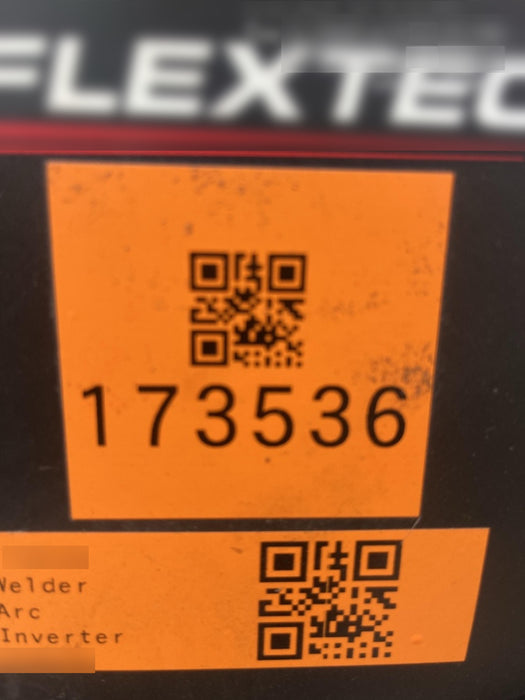 FLEXTEC
173536
Welder
Arc
Inverter